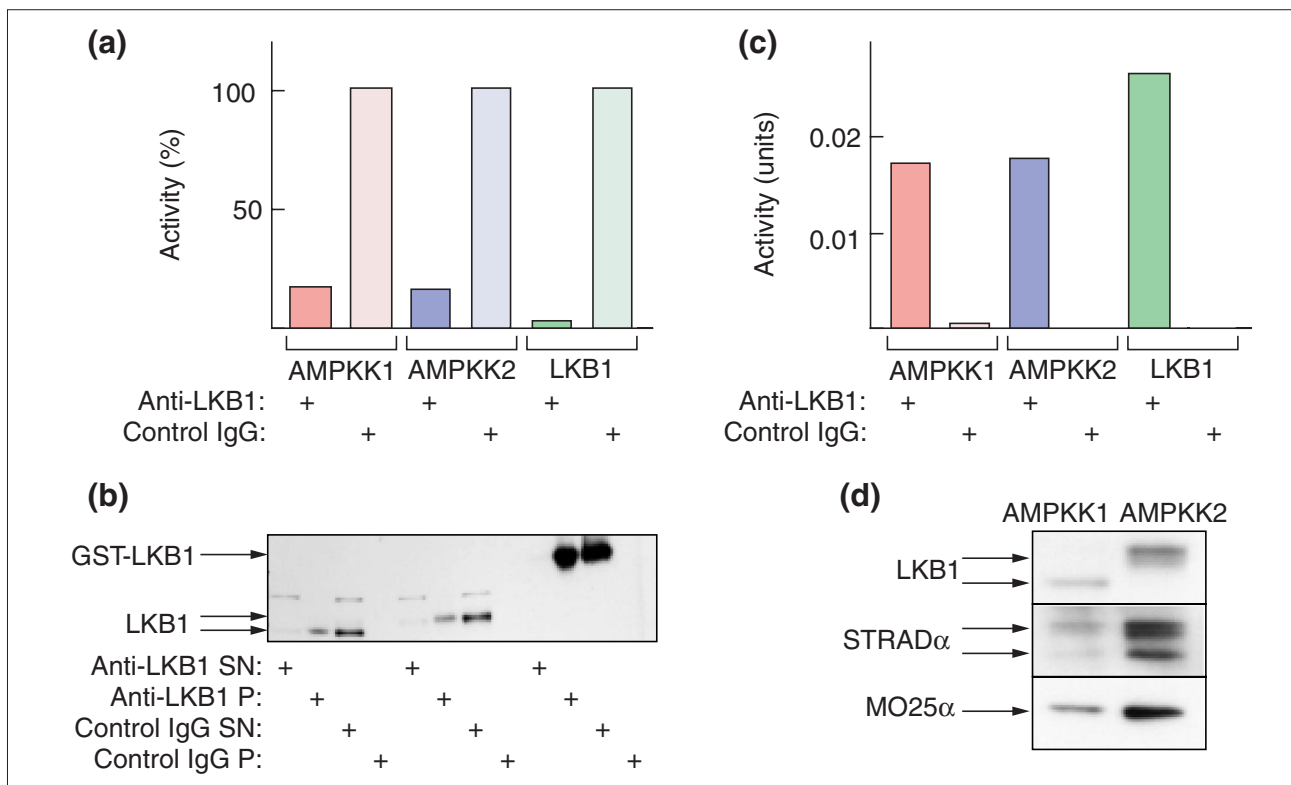 (a)
Activity (%)
100
50
AMPKK1 AMPKK2 LKB1
Anti-LKB1: + + +
Control IgG: + + +
(c)
Activity (units)
0.02
0.01
AMPKK1 AMPKK2 LKB1
Anti-LKB1: + + +
Control IgG: + + +
(b)
GST-LKB1
LKB1
Anti-LKB1 SN: + + +
Anti-LKB1 P: + + +
Control IgG SN: + + +
Control IgG P: + + +
(d)
AMPKK1 AMPKK2
LKB1
STRADα
MO25α